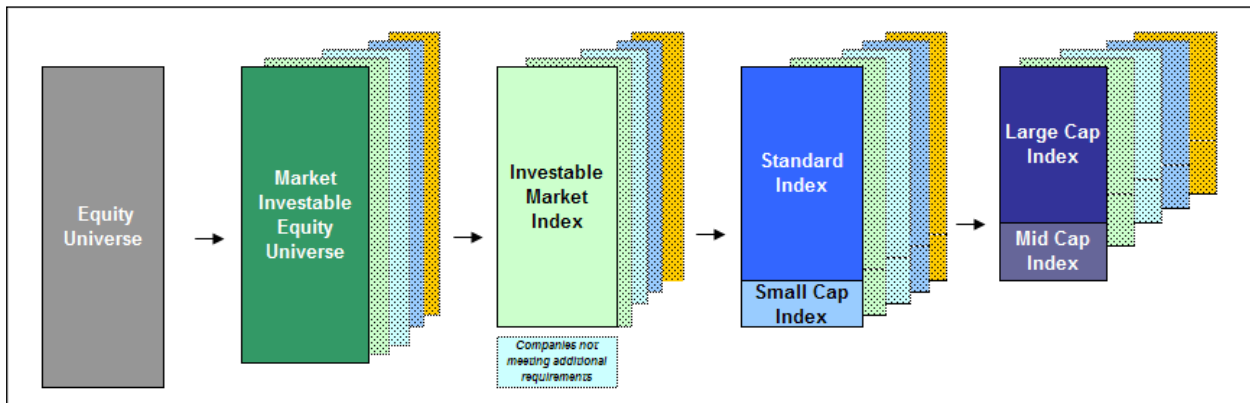 Equity
Universe
Market
Investable
Equity
Universe
Investable
Market
Index
Companies not
meeting additional
requirements
Standard
Index
Small Cap
Index
Large Cap
Index
Mid Cap
Index